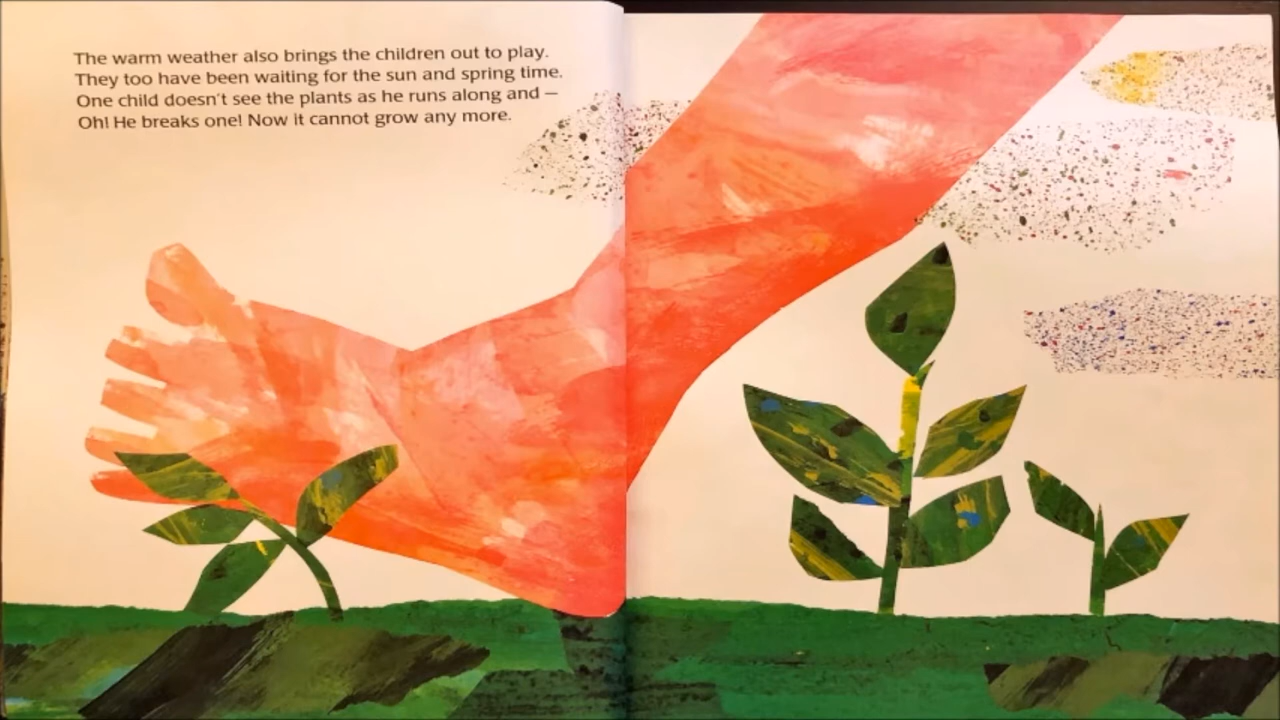 The warm weather also brings the children out to play.
They too have been waiting for the sun and spring time.
One child doesn't see the plants as he runs along and —
Oh! He breaks one! Now it cannot grow any more.